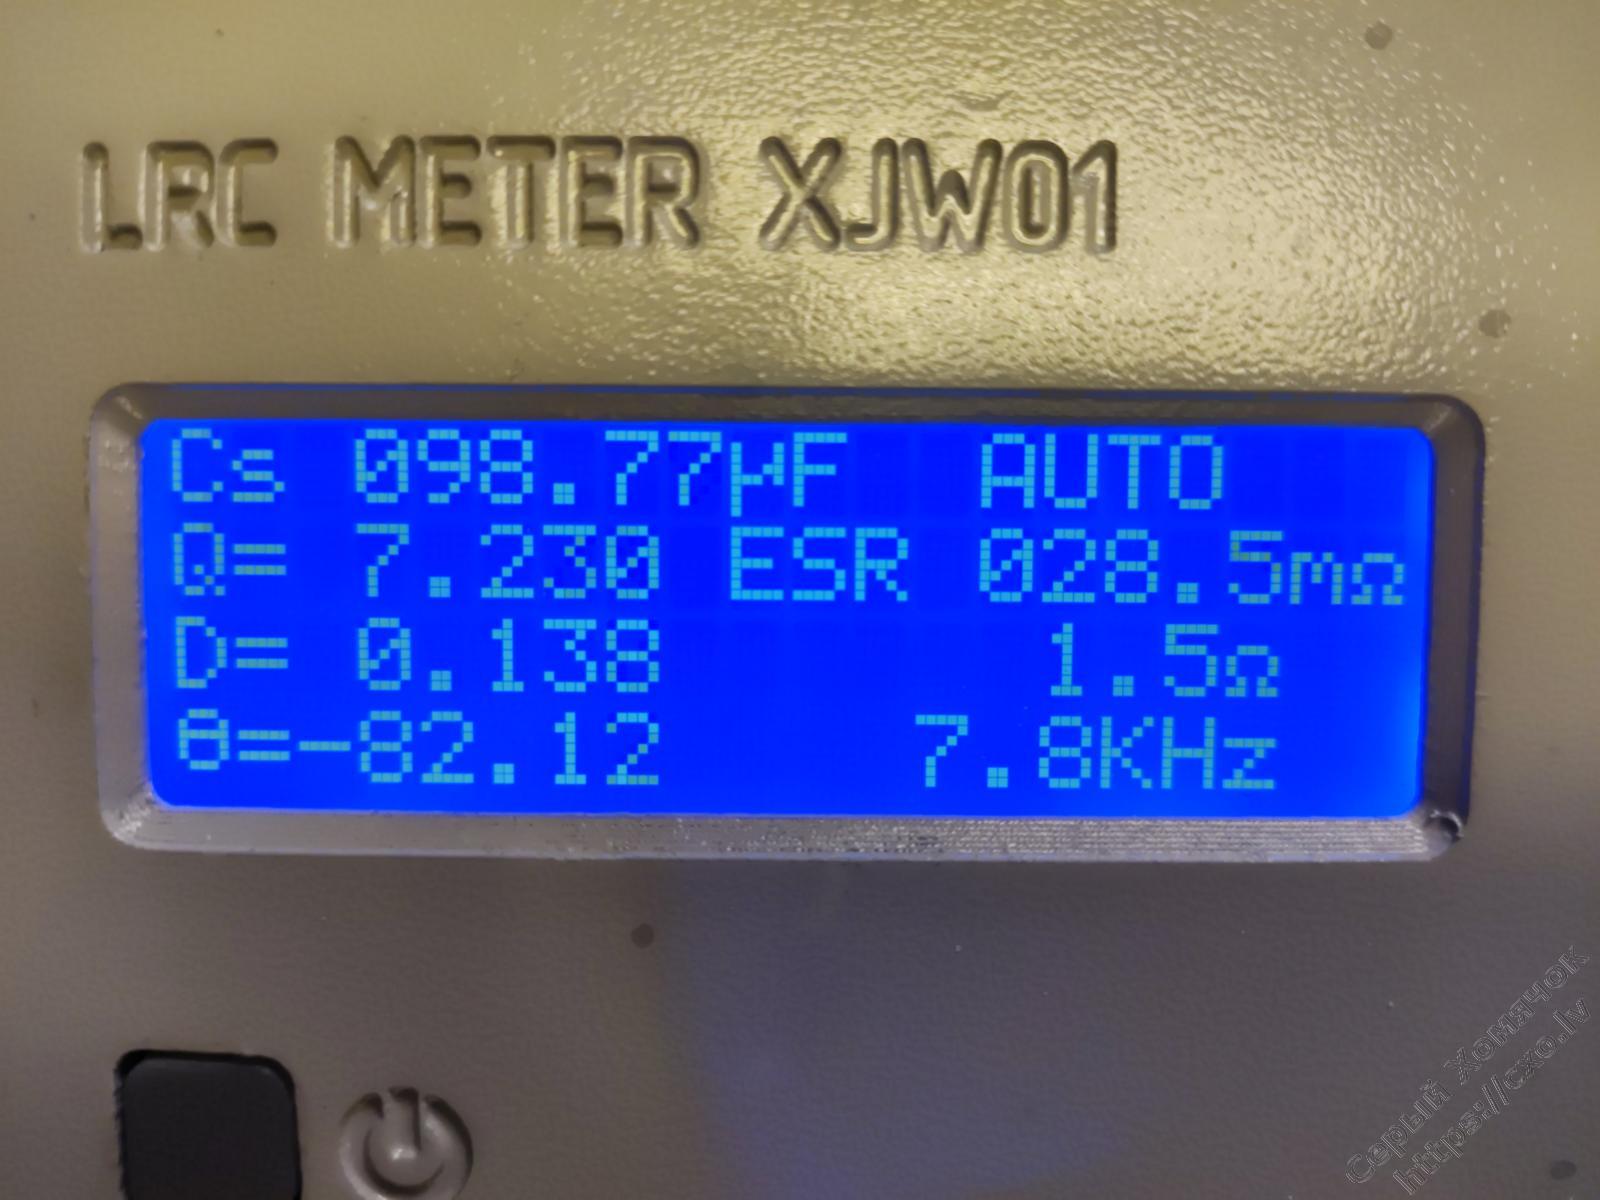 LRC METER XJW01
Cs 098.77µF AUTO
Q= 7.230 ESR 028.5mΩ
D= 0.138 1.5Ω
θ=-82.12 7.8KHz
Серый Хомячок
https://cxo.lv